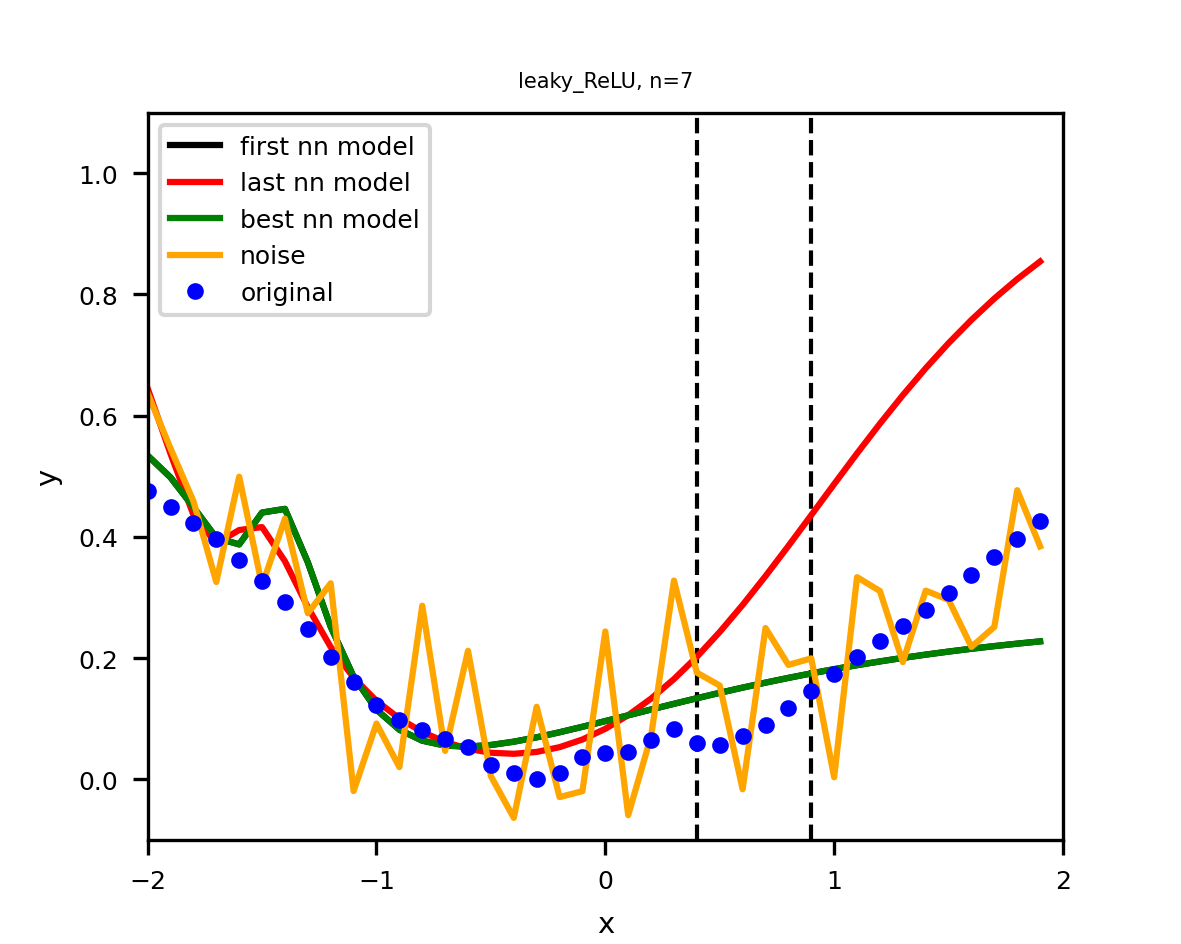 leaky_ReLU, n=7
first nn model
last nn model
best nn model
noise
original
1.0
0.8
0.6
0.4
0.2
0.0
y
−2
−1
0
1
2
x